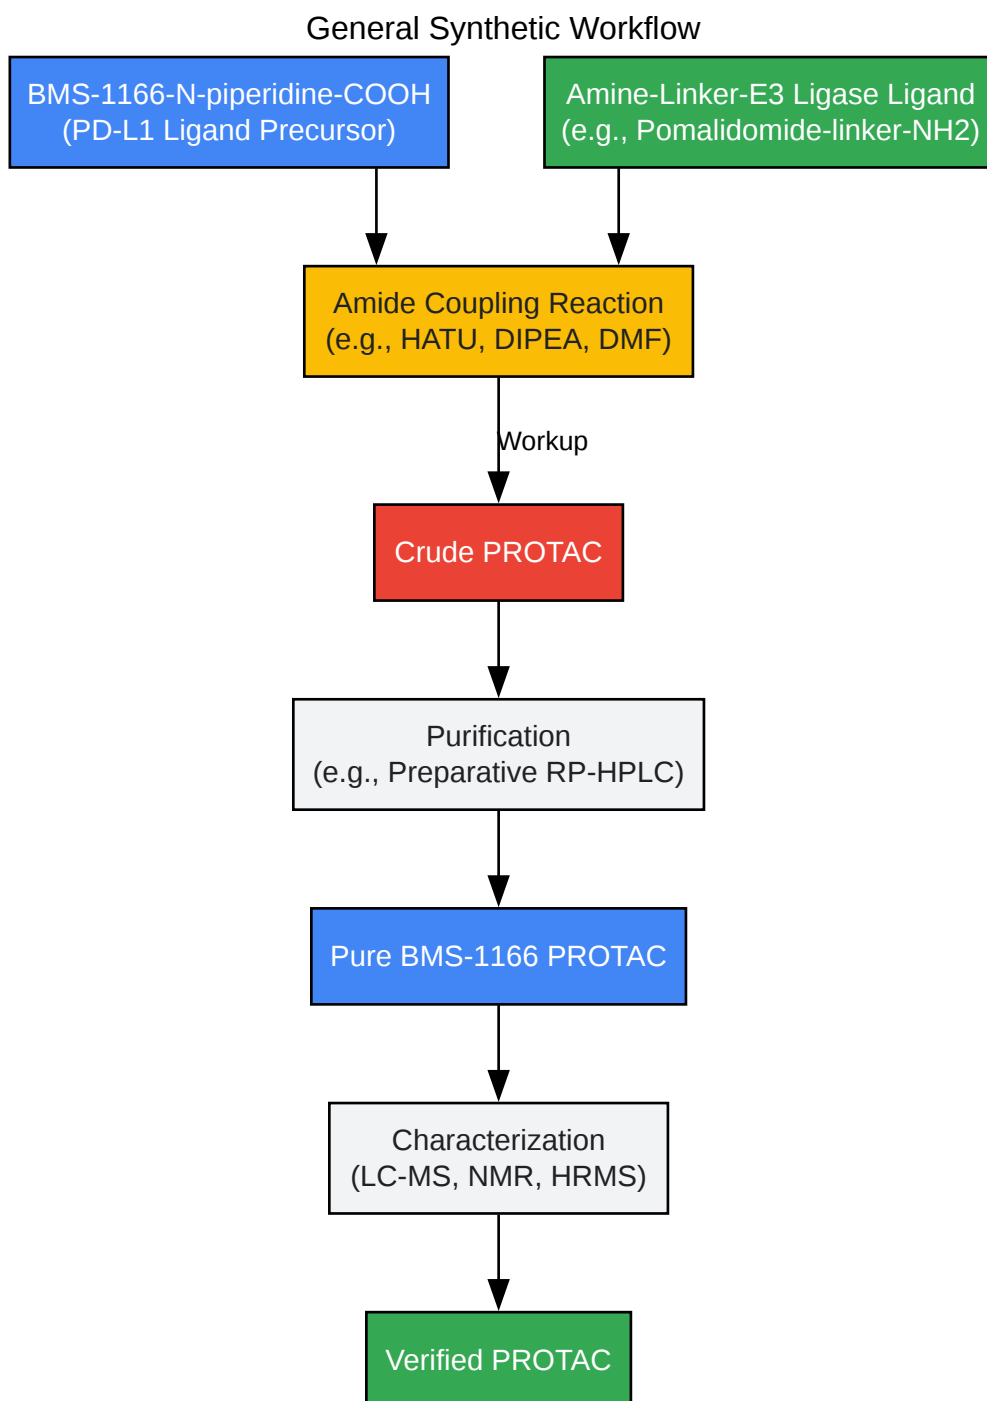 General Synthetic Workflow
BMS-1166-N-piperidine-COOH
(PD-L1 Ligand Precursor)
Amine-Linker-E3 Ligase Ligand
(e.g., Pomalidomide-linker-NH2)
Amide Coupling Reaction
(e.g., HATU, DIPEA, DMF)
Workup
Crude PROTAC
Purification
(e.g., Preparative RP-HPLC)
Pure BMS-1166 PROTAC
Characterization
(LC-MS, NMR, HRMS)
Verified PROTAC